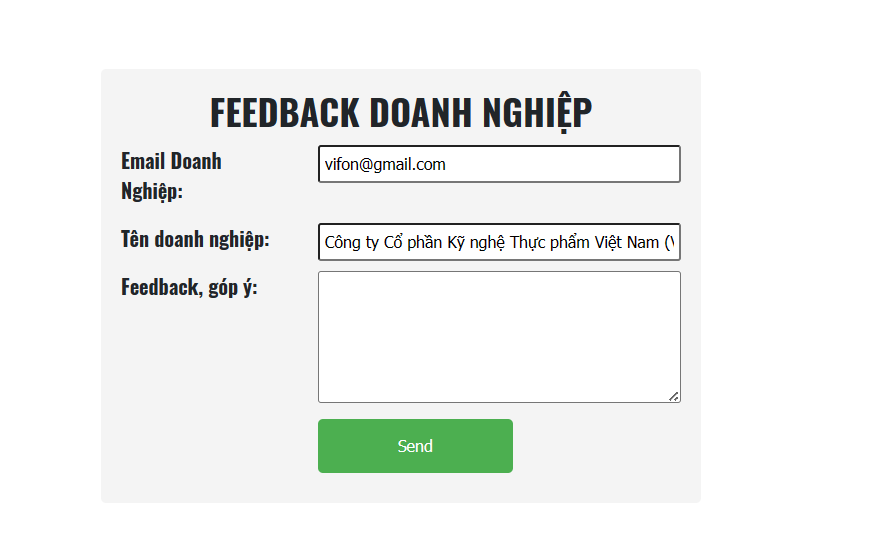 FEEDBACK DOANH NGHIỆP
Email Doanh
Nghiệp:
vifon@gmail.com
Tên doanh nghiệp:
Công ty Cổ phần Kỹ nghệ Thực phẩm Việt Nam (V
Feedback, góp ý:
Send